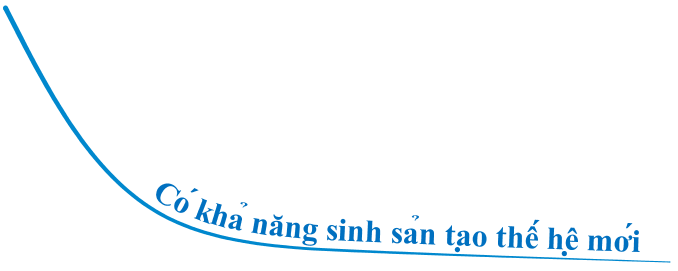 Có khả năng sinh sản tạo thế hệ mới